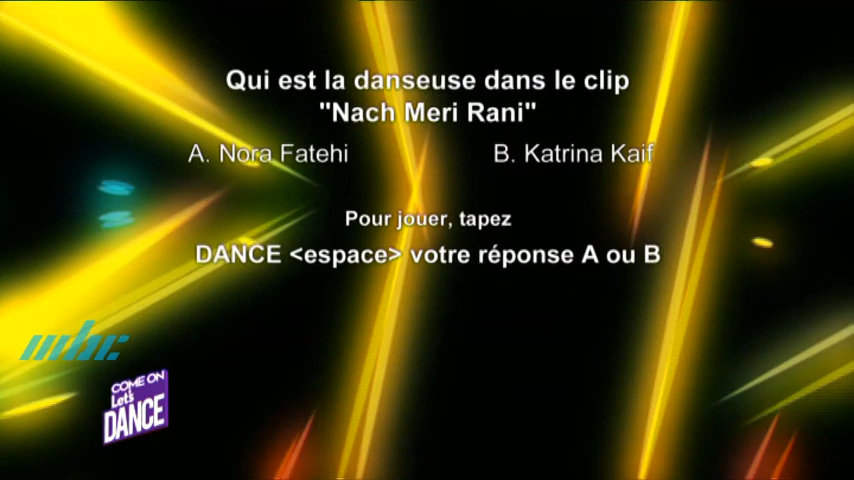 Qui est la danseuse dans le clip
"Nach Meri Rani"
A. Nora Fatehi B. Katrina Kaif
Pour jouer, tapez
DANCE <espace> votre réponse A ou B
mbc
COME ON
Let's
DANCE